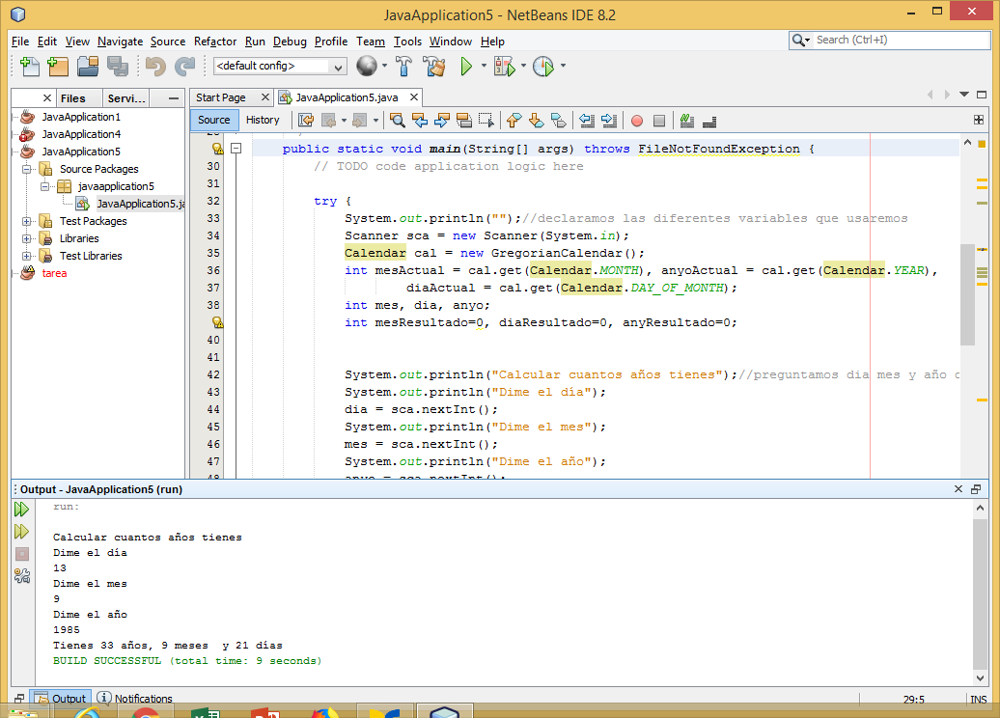 JavaApplication5 - NetBeans IDE 8.2
File Edit View Navigate Source Refactor Run Debug Profile Team Tools Window Help
Search (Ctrl+I)
<default config>
Files Servi...
Start Page JavaApplication5.java
Source History
JavaApplication1
JavaApplication4
JavaApplication5
Source Packages
javaapplication5
JavaApplication5.ja
Test Packages
Libraries
Test Libraries
tarea
public static void main(String[] args) throws FileNotFoundException {
30 // TODO code application logic here
31
32 try {
33 System.out.println("");//declaramos las diferentes variables que usaremos
34 Scanner sca = new Scanner(System.in);
35 Calendar cal = new GregorianCalendar();
36 int mesActual = cal.get(Calendar.MONTH), anyoActual = cal.get(Calendar.YEAR),
37 diaActual = cal.get(Calendar.DAY_OF_MONTH);
38 int mes, dia, anyo;
int mesResultado=0, diaResultado=0, anyResultado=0;
40
41
42 System.out.println("Calcular cuantos años tienes");//preguntamos dia mes y año
43 System.out.println("Dime el día");
44 dia = sca.nextInt();
45 System.out.println("Dime el mes");
46 mes = sca.nextInt();
47 System.out.println("Dime el año");
48 anyo = sca.nextInt();
Output - JavaApplication5 (run)
run:
Calcular cuantos años tienes
Dime el día
13
Dime el mes
9
Dime el año
1985
Tienes 33 años, 9 meses  y 21 días
BUILD SUCCESSFUL (total time: 9 seconds)
Output Notifications
29:5 INS